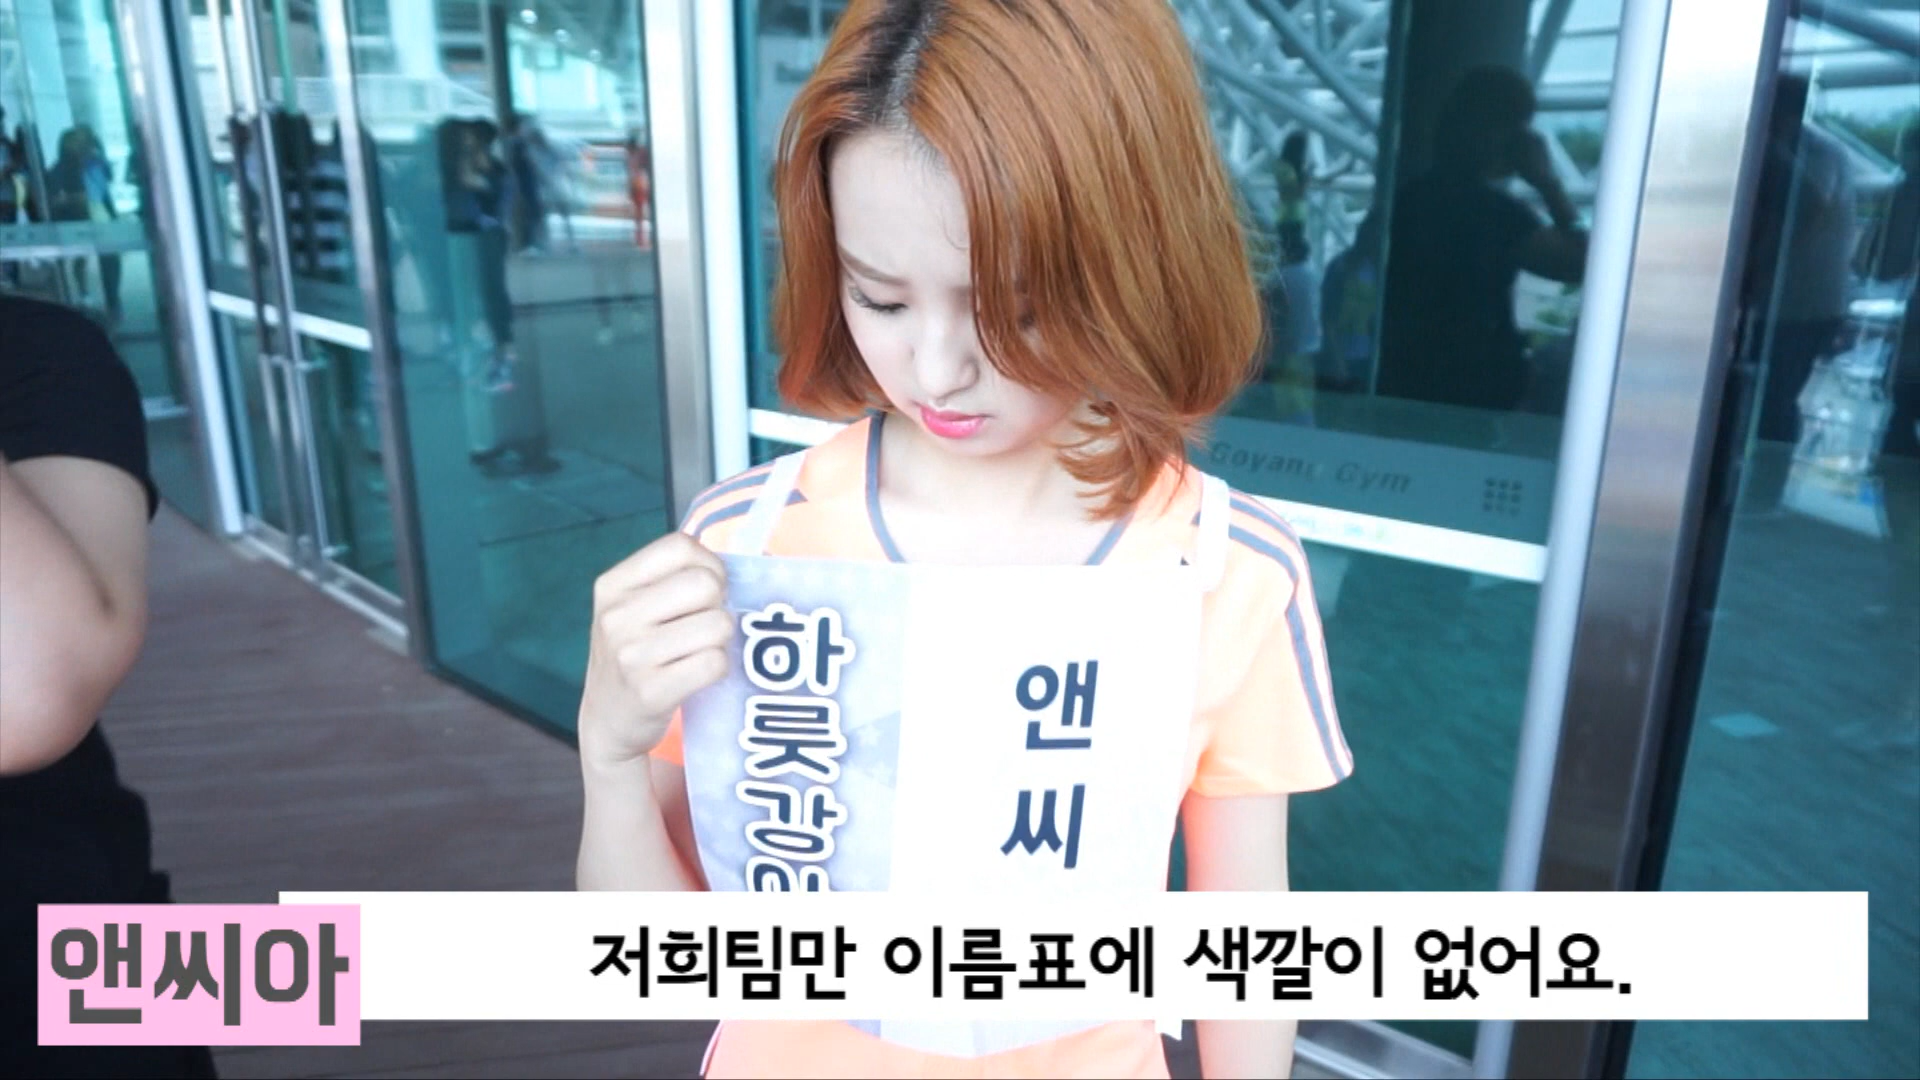 Goyang Gym
하룻강아
앤
씨
앤씨아
저희팀만 이름표에 색깔이 없어요.